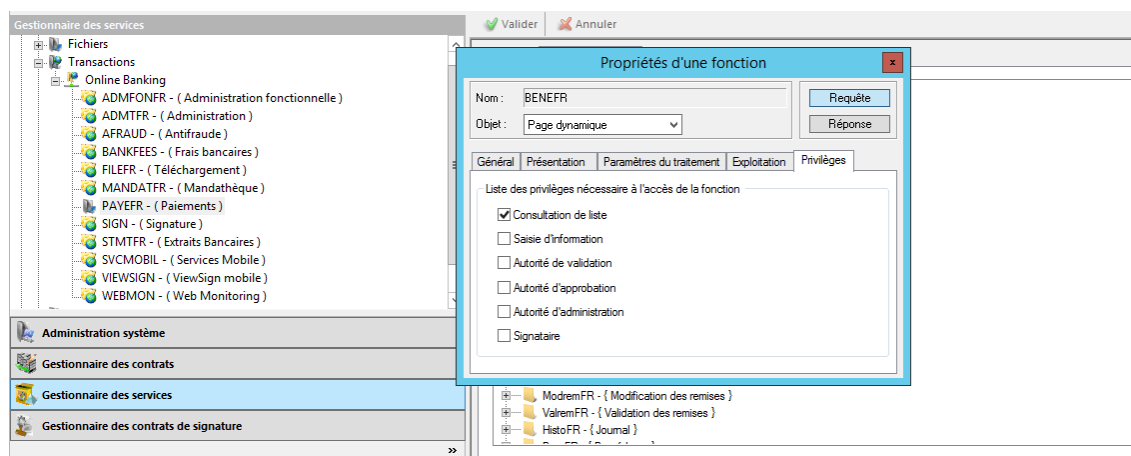 Gestionnaire des services
Fichiers
Transactions
Online Banking
ADMFONFR - ( Administration fonctionnelle )
ADMTFR - ( Administration )
AFRAUD - ( Antifraude )
BANKFEES - ( Frais bancaires )
FILEFR - ( Téléchargement )
MANDATFR - ( Mandathèque )
PAYEFR - ( Paiements )
SIGN - ( Signature )
STMTFR - ( Extraits Bancaires )
SVCMOBIL - ( Services Mobile )
VIEWSIGN - ( ViewSign mobile )
WEBMON - ( Web Monitoring )
Administration système
Gestionnaire des contrats
Gestionnaire des services
Gestionnaire des contrats de signature
»
Valider Annuler
Propriétés d'une fonction
x
Nom : BENEFR
Requête
Objet : Page dynamique
Réponse
Général Présentation Paramètres du traitement Exploitation Privilèges
Liste des privilèges nécessaire à l'accès de la fonction
Consultation de liste
Saisie d'information
Autorité de validation
Autorité d'approbation
Autorité d'administration
Signataire
ModremFR - { Modification des remises }
ValremFR - { Validation des remises }
HistoFR - { Journal }